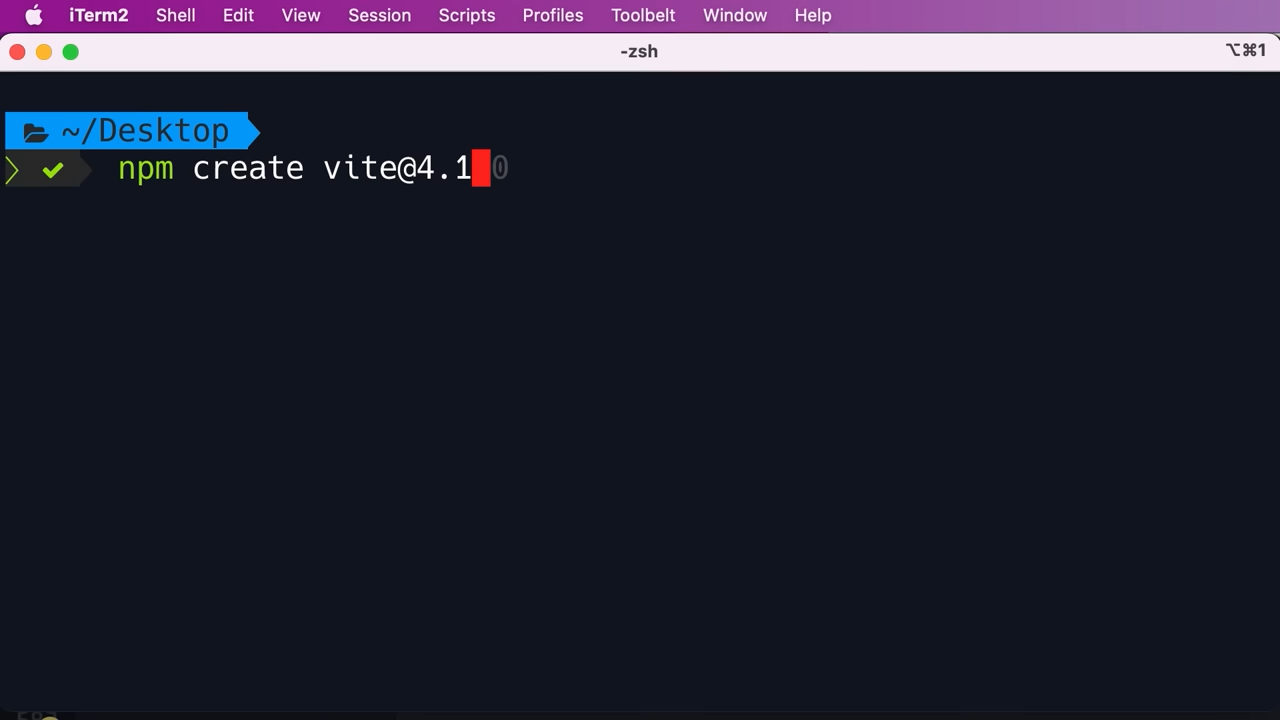 iTerm2 Shell Edit View Session Scripts Profiles Toolbelt Window Help
-zsh ⌥⌘1
~/Desktop
npm create vite@4.1 0